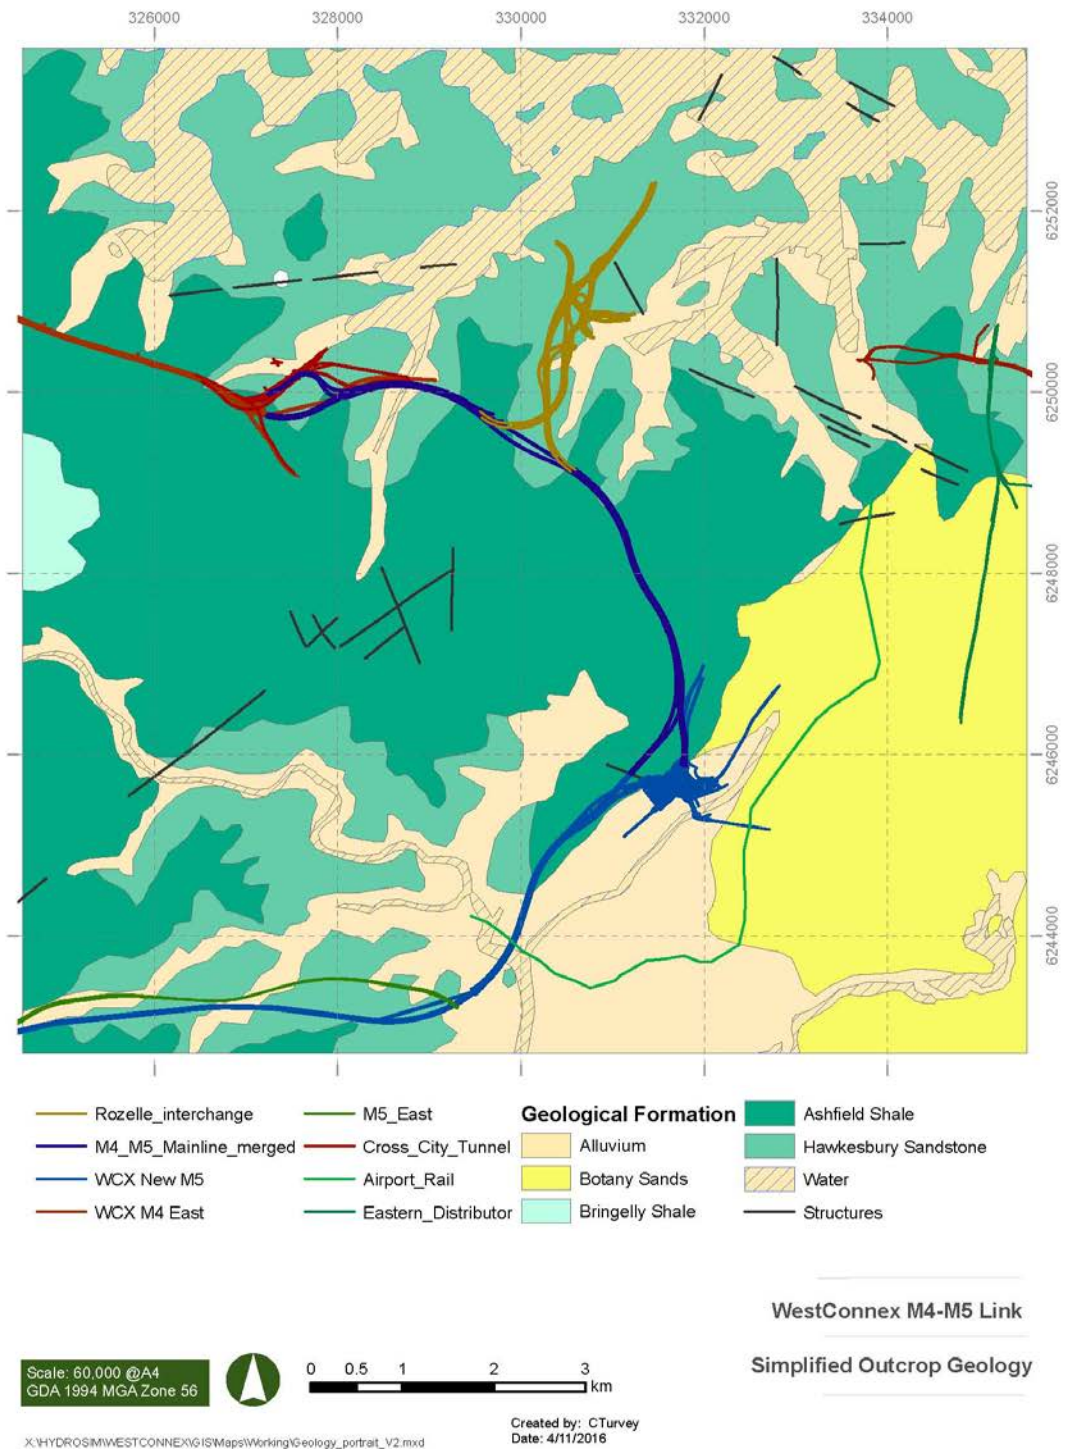 326000 328000 330000 332000 334000
6252000
6250000
6248000
6246000
6244000
Rozelle_interchange
M4_M5_Mainline_merged
WCX New M5
WCX M4 East
M5_East
Cross_City_Tunnel
Airport_Rail
Eastern_Distributor
Geological Formation
Alluvium
Botany Sands
Bringelly Shale
Ashfield Shale
Hawkesbury Sandstone
Water
Structures
WestConnex M4-M5 Link
Simplified Outcrop Geology
Scale: 60,000 @A4
GDA 1994 MGA Zone 56
0 0.5 1 2 3
km
Created by: CTurvey
Date: 4/11/2016
X:\HYDROSIM\WESTCONNEX\GIS\Maps\Working\Geology_portrait_V2.mxd